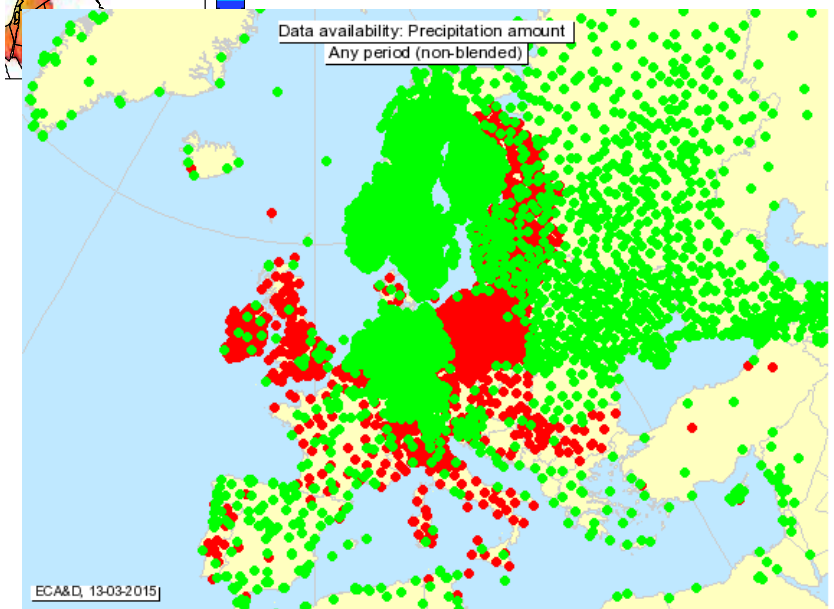 Data availability: Precipitation amount
Any period (non-blended)
ECA&D, 13-03-2015